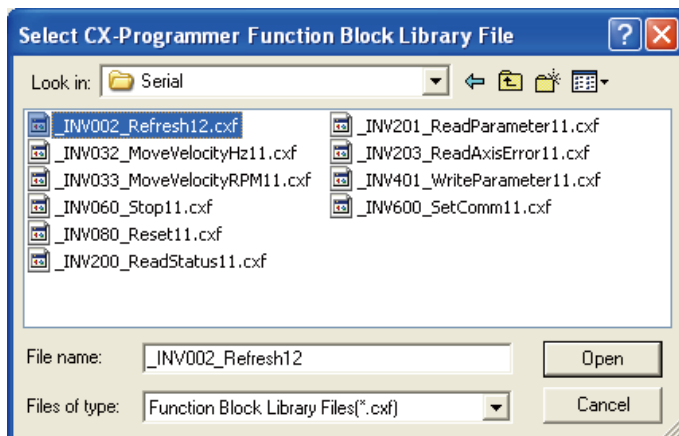 Select CX-Programmer Function Block Library File
Look in: Serial
_INV002_Refresh12.cxf
_INV032_MoveVelocityHz11.cxf
_INV033_MoveVelocityRPM11.cxf
_INV060_Stop11.cxf
_INV080_Reset11.cxf
_INV200_ReadStatus11.cxf
_INV201_ReadParameter11.cxf
_INV203_ReadAxisError11.cxf
_INV401_WriteParameter11.cxf
_INV600_SetComm11.cxf
File name: _INV002_Refresh12 Open
Files of type: Function Block Library Files(*.cxf) Cancel